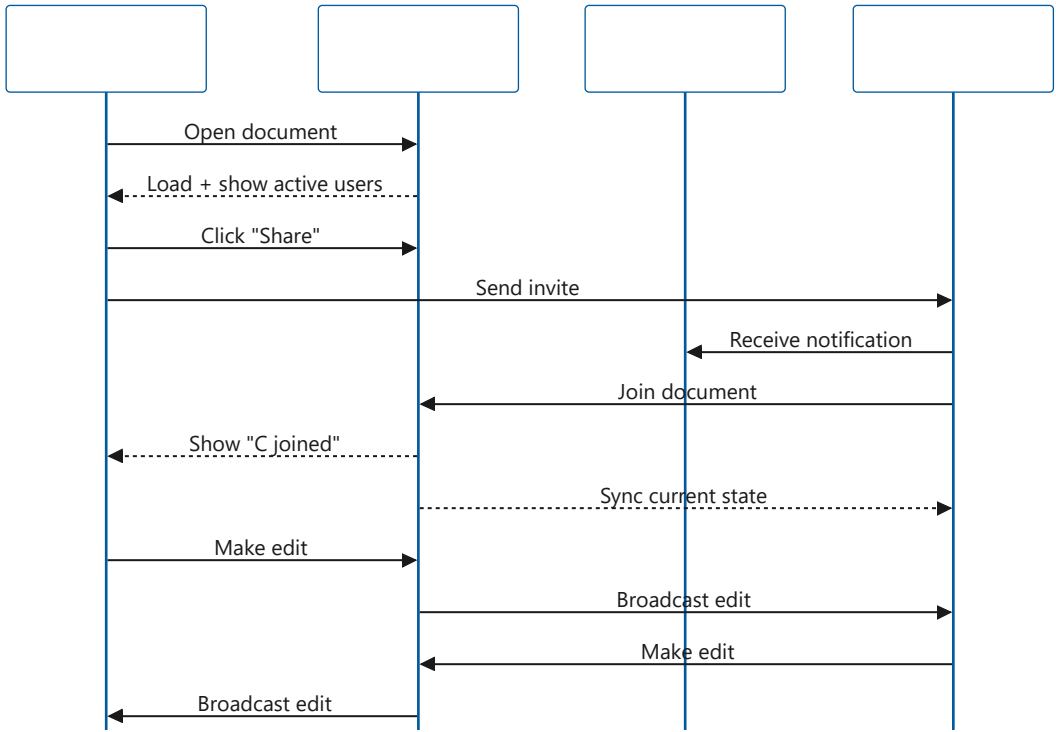 Open document
Load + show active users
Click "Share"
Send invite
Receive notification
Join document
Show "C joined"
Sync current state
Make edit
Broadcast edit
Make edit
Broadcast edit